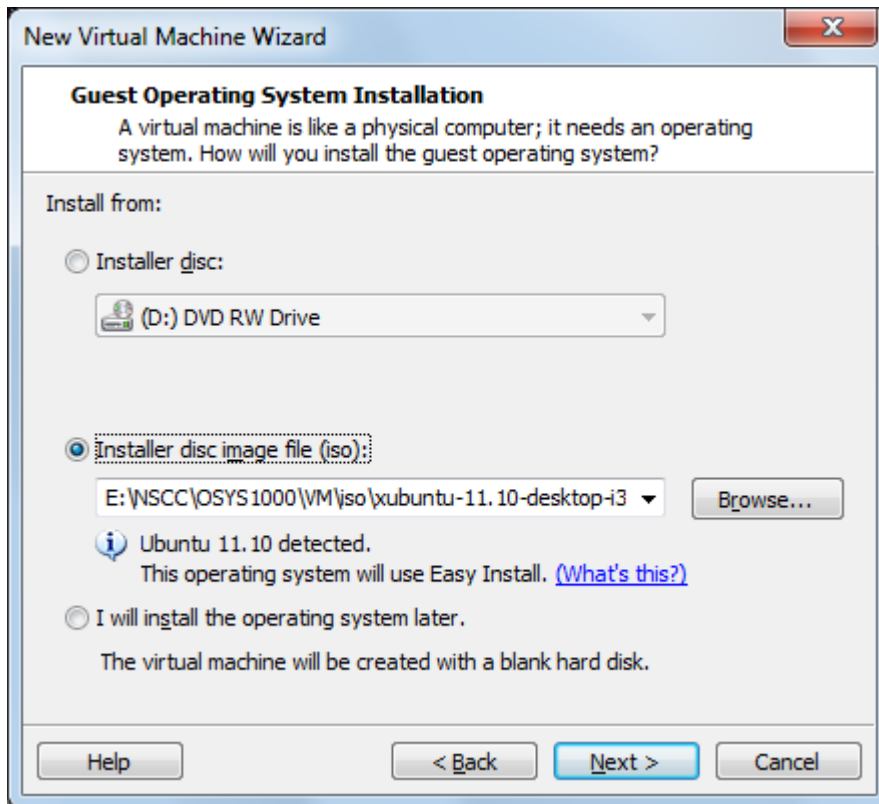 New Virtual Machine Wizard
Guest Operating System Installation
A virtual machine is like a physical computer; it needs an operating
system. How will you install the guest operating system?
Install from:
Installer disc:
(D:) DVD RW Drive
Installer disc image file (iso):
E:\NSCC\OSYS1000\VM\iso\xubuntu-11.10-desktop-i3
Browse...
Ubuntu 11.10 detected.
This operating system will use Easy Install. (What's this?)
I will install the operating system later.
The virtual machine will be created with a blank hard disk.
Help
< Back
Next >
Cancel